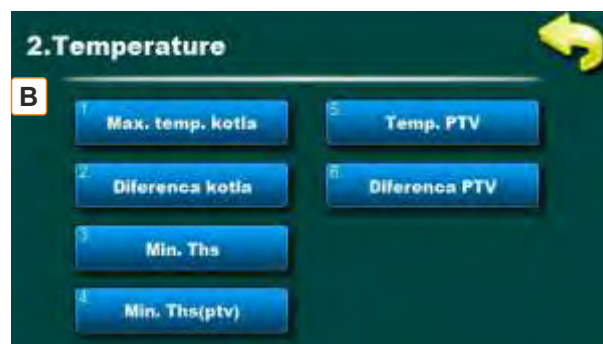 2.Temperature
B
1. Max. temp. kotla
2. Diferenca kotla
3. Min. Ths
4. Min. Ths(ptv)
5. Temp. PTV
6. Diferenca PTV